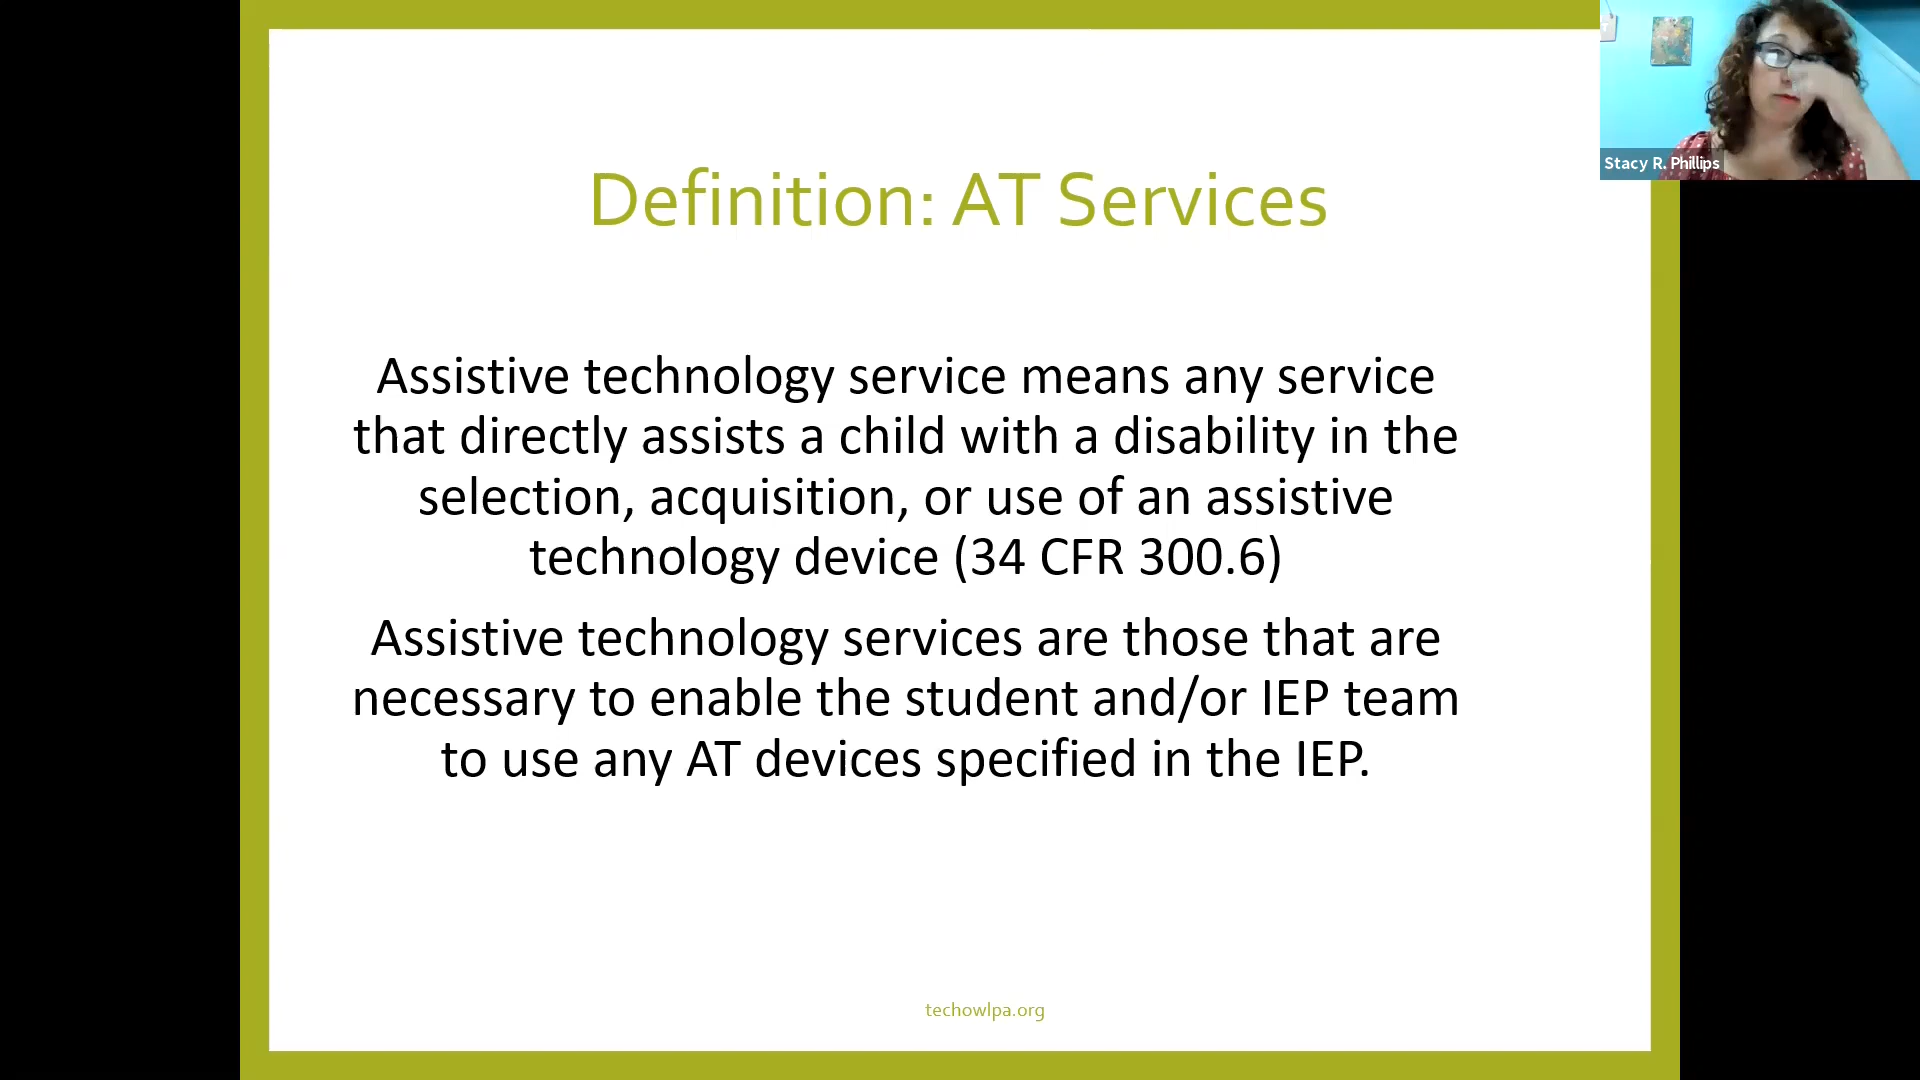 Stacy R. Phillips
Definition: AT Services
Assistive technology service means any service
that directly assists a child with a disability in the
selection, acquisition, or use of an assistive
technology device (34 CFR 300.6)
Assistive technology services are those that are
necessary to enable the student and/or IEP team
to use any AT devices specified in the IEP.
techowlpa.org